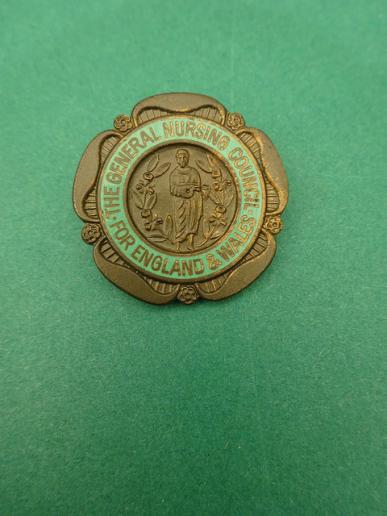 THE GENERAL NURSING COUNCIL
FOR ENGLAND & WALES